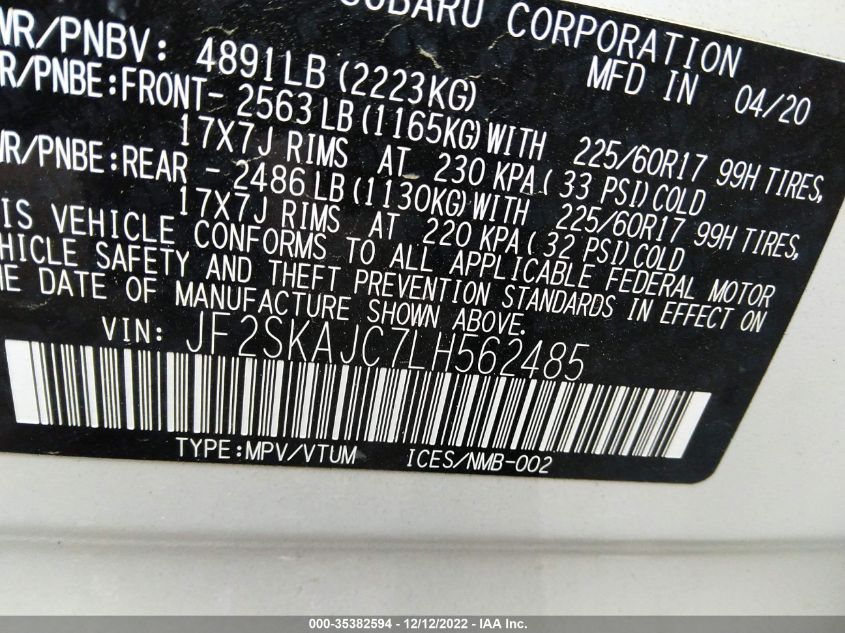 SUBARU CORPORATION
WR/PNBV: 4891LB (2223KG) MFD IN 04/20
R/PNBE:FRONT- 2563 LB (1165KG) WITH 225/60R17 99H TIRES,
17X7J RIMS AT 230 KPA ( 33 PSI) COLD
WR/PNBE:REAR - 2486 LB (1130KG) WITH 225/60R17 99H TIRES,
17X7J RIMS AT 220 KPA ( 32 PSI) COLD
IS VEHICLE CONFORMS TO ALL APPLICABLE FEDERAL MOTOR
HICLE SAFETY AND THEFT PREVENTION STANDARDS IN EFFECT ON
HE DATE OF MANUFACTURE SHOWN ABOVE.
VIN: JF2SKAJC7LH562485
TYPE:MPV/VTUM ICES/NMB-002
000-35382594 - 12/12/2022 - IAA Inc.